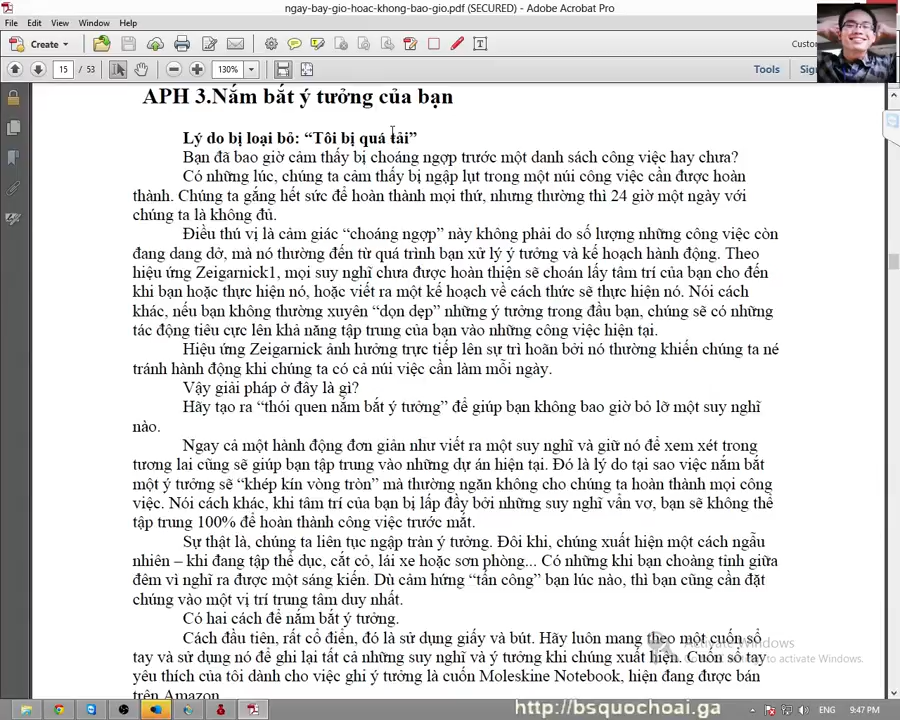 ngay-bay-gio-hoac-khong-bao-gio.pdf (SECURED) - Adobe Acrobat Pro
File Edit View Window Help
Create
15 / 53 130% Tools
APH 3.Nắm bắt ý tưởng của bạn
Lý do bị loại bỏ: “Tôi bị quá tải”
Bạn đã bao giờ cảm thấy bị choáng ngợp trước một danh sách công việc hay chưa?
Có những lúc, chúng ta cảm thấy bị ngập lụt trong một núi công việc cần được hoàn
thành. Chúng ta gắng hết sức để hoàn thành mọi thứ, nhưng thường thì 24 giờ một ngày với
chúng ta là không đủ.
Điều thú vị là cảm giác “choáng ngợp” này không phải do số lượng những công việc còn
đang dang dở, mà nó thường đến từ quá trình bạn xử lý ý tưởng và kế hoạch hành động. Theo
hiệu ứng Zeigarnick1, mọi suy nghĩ chưa được hoàn thiện sẽ choán lấy tâm trí của bạn cho đến
khi bạn hoặc thực hiện nó, hoặc viết ra một kế hoạch về cách thức sẽ thực hiện nó. Nói cách
khác, nếu bạn không thường xuyên “dọn dẹp” những ý tưởng trong đầu bạn, chúng sẽ có những
tác động tiêu cực lên khả năng tập trung của bạn vào những công việc hiện tại.
Hiệu ứng Zeigarnick ảnh hưởng trực tiếp lên sự trì hoãn bởi nó thường khiến chúng ta né
tránh hành động khi chúng ta có cả núi việc cần làm mỗi ngày.
Vậy giải pháp ở đây là gì?
Hãy tạo ra “thói quen nắm bắt ý tưởng” để giúp bạn không bao giờ bỏ lỡ một suy nghĩ
nào.
Ngay cả một hành động đơn giản như viết ra một suy nghĩ và giữ nó để xem xét trong
tương lai cũng sẽ giúp bạn tập trung vào những dự án hiện tại. Đó là lý do tại sao việc nắm bắt
một ý tưởng sẽ “khép kín vòng tròn” mà thường ngăn không cho chúng ta hoàn thành mọi công
việc. Nói cách khác, khi tâm trí của bạn bị lấp đầy bởi những suy nghĩ vẩn vơ, bạn sẽ không thể
tập trung 100% để hoàn thành công việc trước mắt.
Sự thật là, chúng ta liên tục ngập tràn ý tưởng. Đôi khi, chúng xuất hiện một cách ngẫu
nhiên – khi đang tập thể dục, cắt cỏ, lái xe hoặc sơn phòng... Có những khi bạn choàng tỉnh giữa
đêm vì nghĩ ra được một sáng kiến. Dù cảm hứng “tấn công” bạn lúc nào, thì bạn cũng cần đặt
chúng vào một vị trí trung tâm duy nhất.
Có hai cách để nắm bắt ý tưởng.
Cách đầu tiên, rất cổ điển, đó là sử dụng giấy và bút. Hãy luôn mang theo một cuốn sổ
tay và sử dụng nó để ghi lại tất cả những suy nghĩ và ý tưởng khi chúng xuất hiện. Cuốn sổ tay
yêu thích của tôi dành cho việc ghi ý tưởng là cuốn Moleskine Notebook, hiện đang được bán
trên Amazon.
Activate Windows
to activate Windows.
http://bsquochoai.ga
ENG 9:47 PM